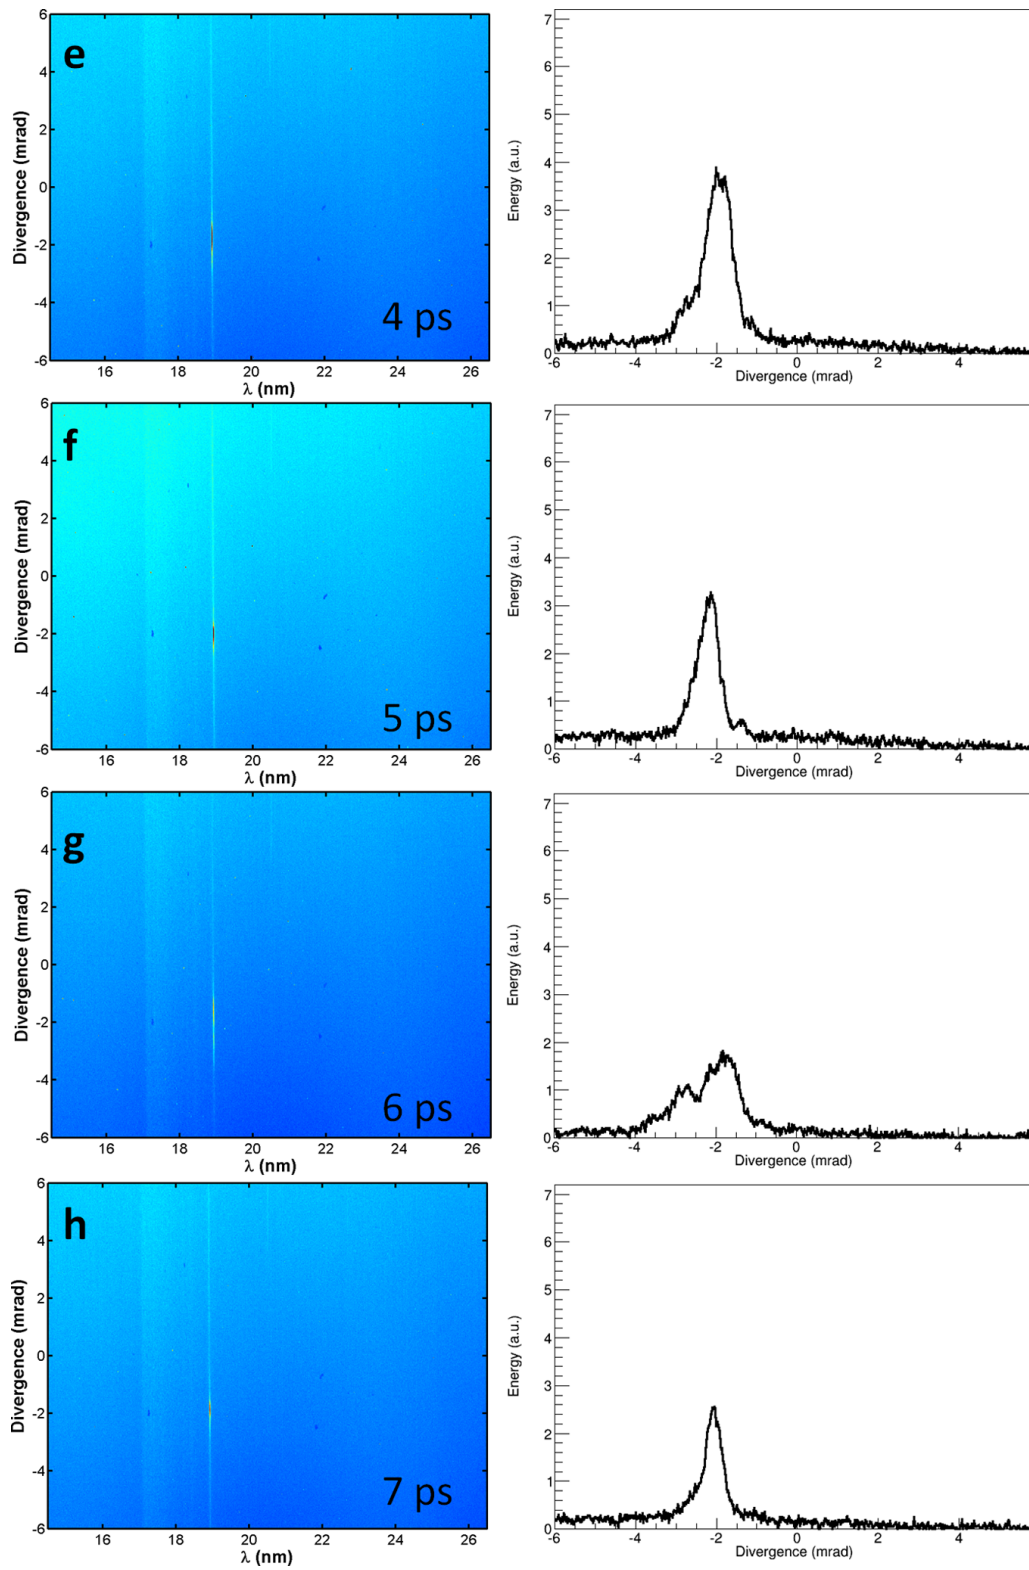 e
Divergence (mrad)
6
4
2
0
-2
-4
-6
16 18 20 22 24 26
λ (nm)
4 ps
Energy (a.u.)
7
6
5
4
3
2
1
0
-6 -4 -2 0 2 4
Divergence (mrad)
f
Divergence (mrad)
6
4
2
0
-2
-4
-6
16 18 20 22 24 26
λ (nm)
5 ps
Energy (a.u.)
7
6
5
4
3
2
1
0
-6 -4 -2 0 2 4
Divergence (mrad)
g
Divergence (mrad)
6
4
2
0
-2
-4
-6
16 18 20 22 24 26
λ (nm)
6 ps
Energy (a.u.)
7
6
5
4
3
2
1
0
-6 -4 -2 0 2 4
Divergence (mrad)
h
Divergence (mrad)
6
4
2
0
-2
-4
-6
16 18 20 22 24 26
λ (nm)
7 ps
Energy (a.u.)
7
6
5
4
3
2
1
0
-6 -4 -2 0 2 4
Divergence (mrad)